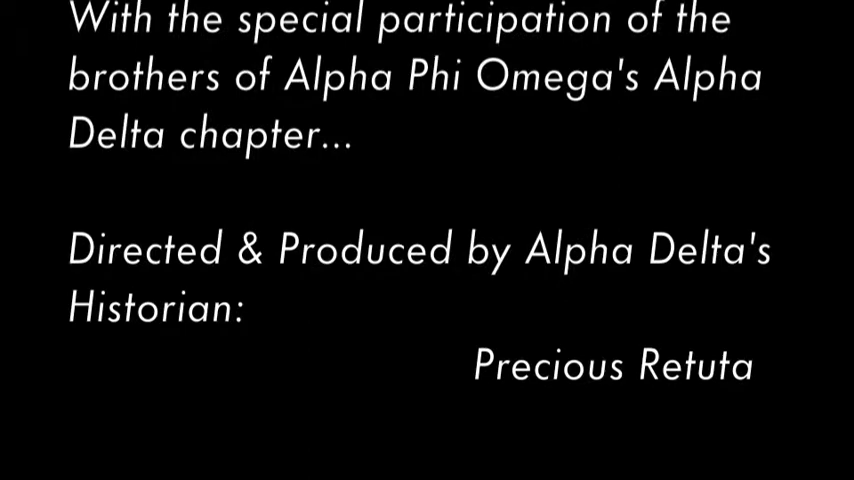 With the special participation of the
brothers of Alpha Phi Omega's Alpha
Delta chapter...
Directed & Produced by Alpha Delta's
Historian:
Precious Retuta